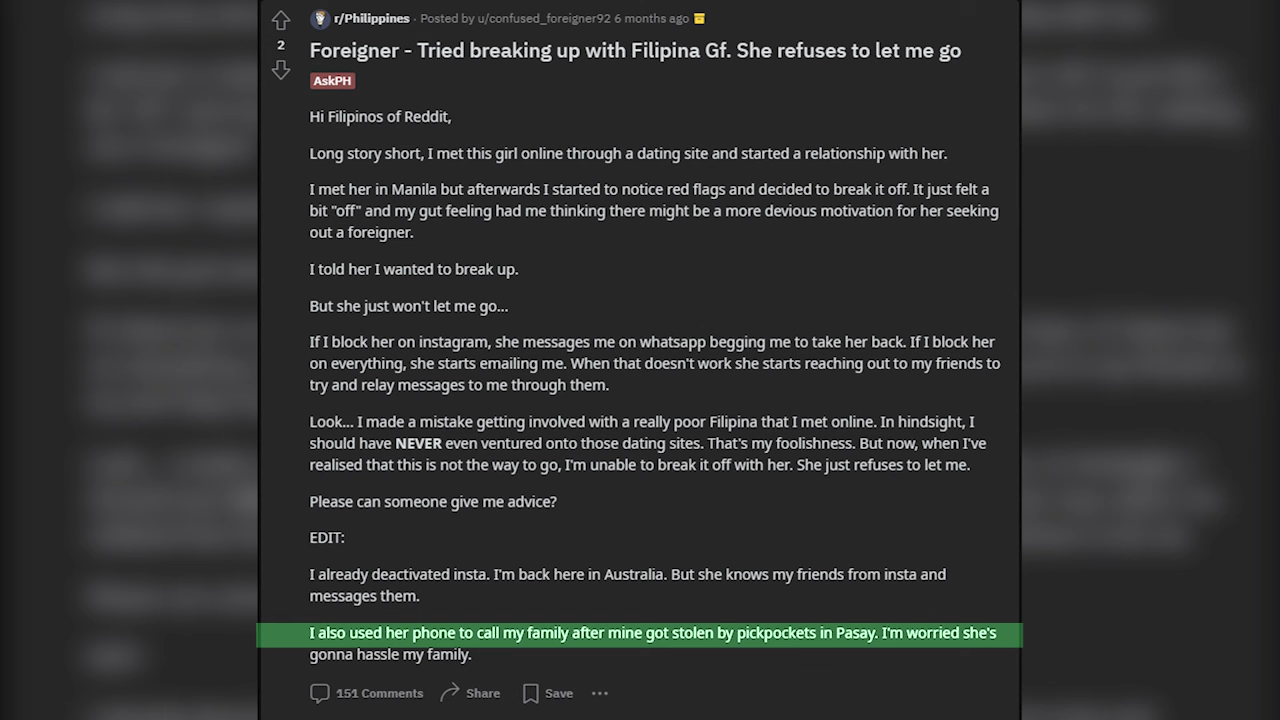 r/Philippines · Posted by u/confused_foreigner92 6 months ago
2
Foreigner - Tried breaking up with Filipina Gf. She refuses to let me go
AskPH
Hi Filipinos of Reddit,
Long story short, I met this girl online through a dating site and started a relationship with her.
I met her in Manila but afterwards I started to notice red flags and decided to break it off. It just felt a
bit "off" and my gut feeling had me thinking there might be a more devious motivation for her seeking
out a foreigner.
I told her I wanted to break up.
But she just won't let me go...
If I block her on instagram, she messages me on whatsapp begging me to take her back. If I block her
on everything, she starts emailing me. When that doesn't work she starts reaching out to my friends to
try and relay messages to me through them.
Look... I made a mistake getting involved with a really poor Filipina that I met online. In hindsight, I
should have NEVER even ventured onto those dating sites. That's my foolishness. But now, when I've
realised that this is not the way to go, I'm unable to break it off with her. She just refuses to let me.
Please can someone give me advice?
EDIT:
I already deactivated insta. I'm back here in Australia. But she knows my friends from insta and
messages them.
I also used her phone to call my family after mine got stolen by pickpockets in Pasay. I'm worried she's
gonna hassle my family.
151 Comments Share Save ...